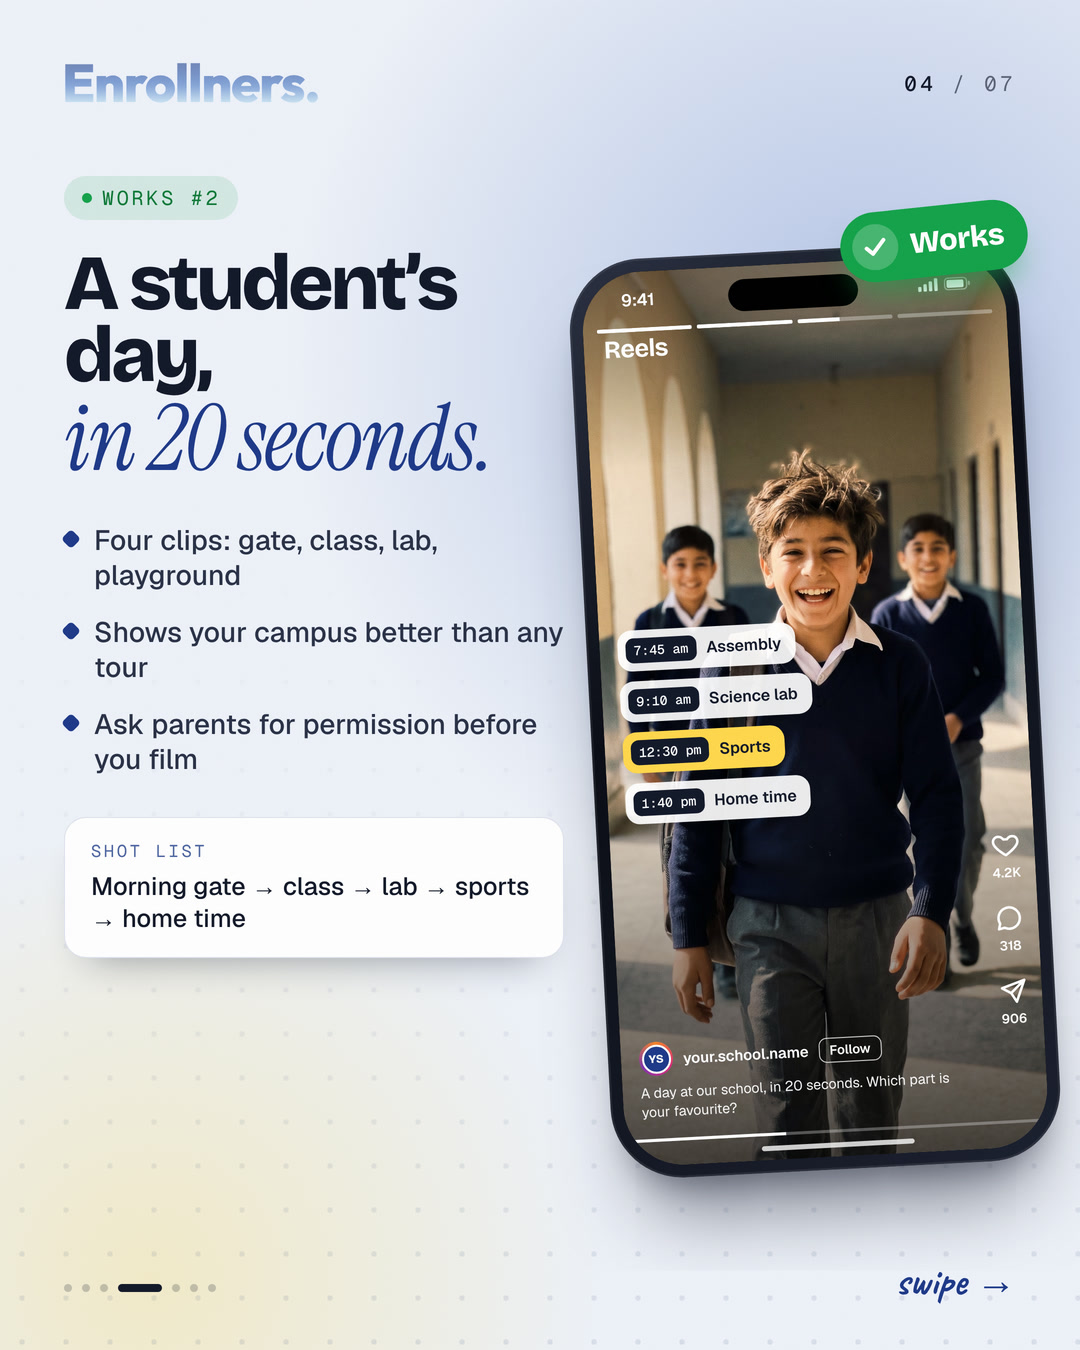 Enrollners.
04 / 07
WORKS #2
A student's
day,
in 20 seconds.
Four clips: gate, class, lab,
playground
Shows your campus better than any
tour
Ask parents for permission before
you film
SHOT LIST
Morning gate → class → lab → sports
→ home time
Works
9:41
Reels
7:45 am Assembly
9:10 am Science lab
12:30 pm Sports
1:40 pm Home time
4.2K
318
906
YS your.school.name Follow
A day at our school, in 20 seconds. Which part is
your favourite?
swipe →